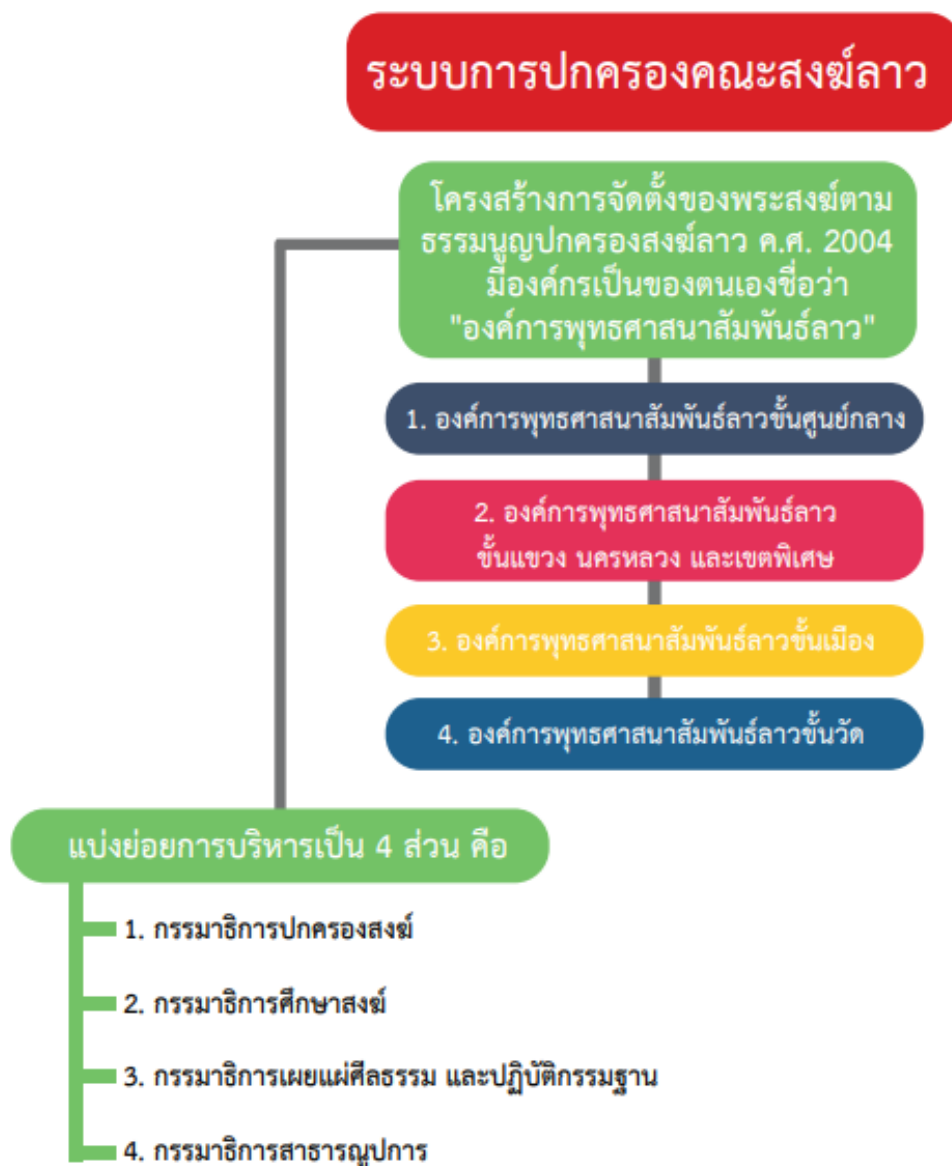 ระบบการปกครองคณะสงฆ์ลาว
โครงสร้างการจัดตั้งของพระสงฆ์ตาม
ธรรมนูญปกครองสงฆ์ลาว ค.ศ. 2004
มีองค์กรเป็นของตนเองชื่อว่า
"องค์การพุทธศาสนาสัมพันธ์ลาว"
1. องค์การพุทธศาสนาสัมพันธ์ลาวขั้นศูนย์กลาง
2. องค์การพุทธศาสนาสัมพันธ์ลาว
ขั้นแขวง นครหลวง และเขตพิเศษ
3. องค์การพุทธศาสนาสัมพันธ์ลาวขั้นเมือง
4. องค์การพุทธศาสนาสัมพันธ์ลาวขั้นวัด
แบ่งย่อยการบริหารเป็น 4 ส่วน คือ
1. กรรมาธิการปกครองสงฆ์
2. กรรมาธิการศึกษาสงฆ์
3. กรรมาธิการเผยแผ่ศีลธรรม และปฏิบัติกรรมฐาน
4. กรรมาธิการสาธารณูปการ